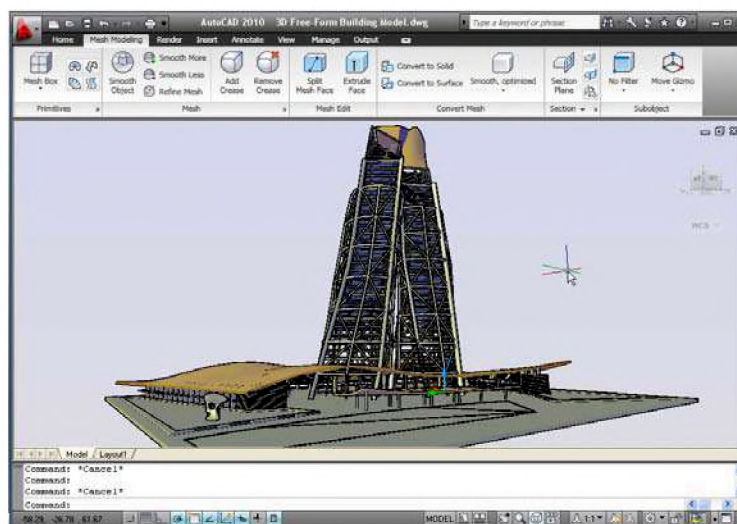 AutoCAD 2010   3D Free-Form Building Model.dwg   Type a keyword or phrase
Home   Mesh Modeling   Render   Insert   Annotate   View   Manage   Output
Mesh Box   Smooth Object   Smooth More   Add Crease   Remove Crease   Split Mesh Face   Extrude Face   Convert to Solid   Smooth, optimized   Section Plane   No Filter   Move Gizmo
Smooth Less   Convert to Surface
Refine Mesh
Primitives   Mesh   Mesh Edit   Convert Mesh   Section   Subobject
WCS
Model   Layout1
Command: *Cancel*
Command:
Command: *Cancel*
Command:
MODEL   1:1